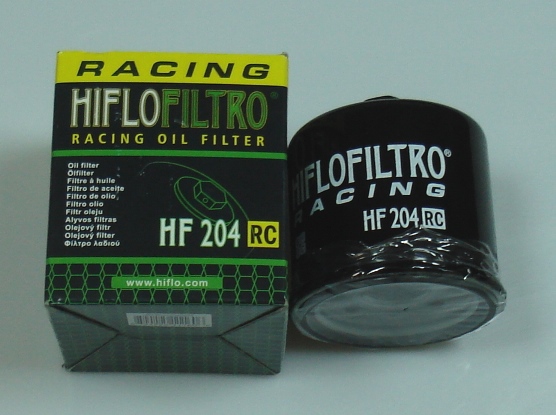 RACING
HIFLOFILTRO®
RACING OIL FILTER
Oil filter
Ölfilter
Filtre à huile
Filtro de aceite
Filtro de olio
Filtro olio
Filtr oleju
Alyvos filtras
Olejový filtr
Olejový filter
Φίλτρο λαδιού
HF 204 RC
www.hiflo.com
HIFLOFILTRO®
RACING
HF 204 RC